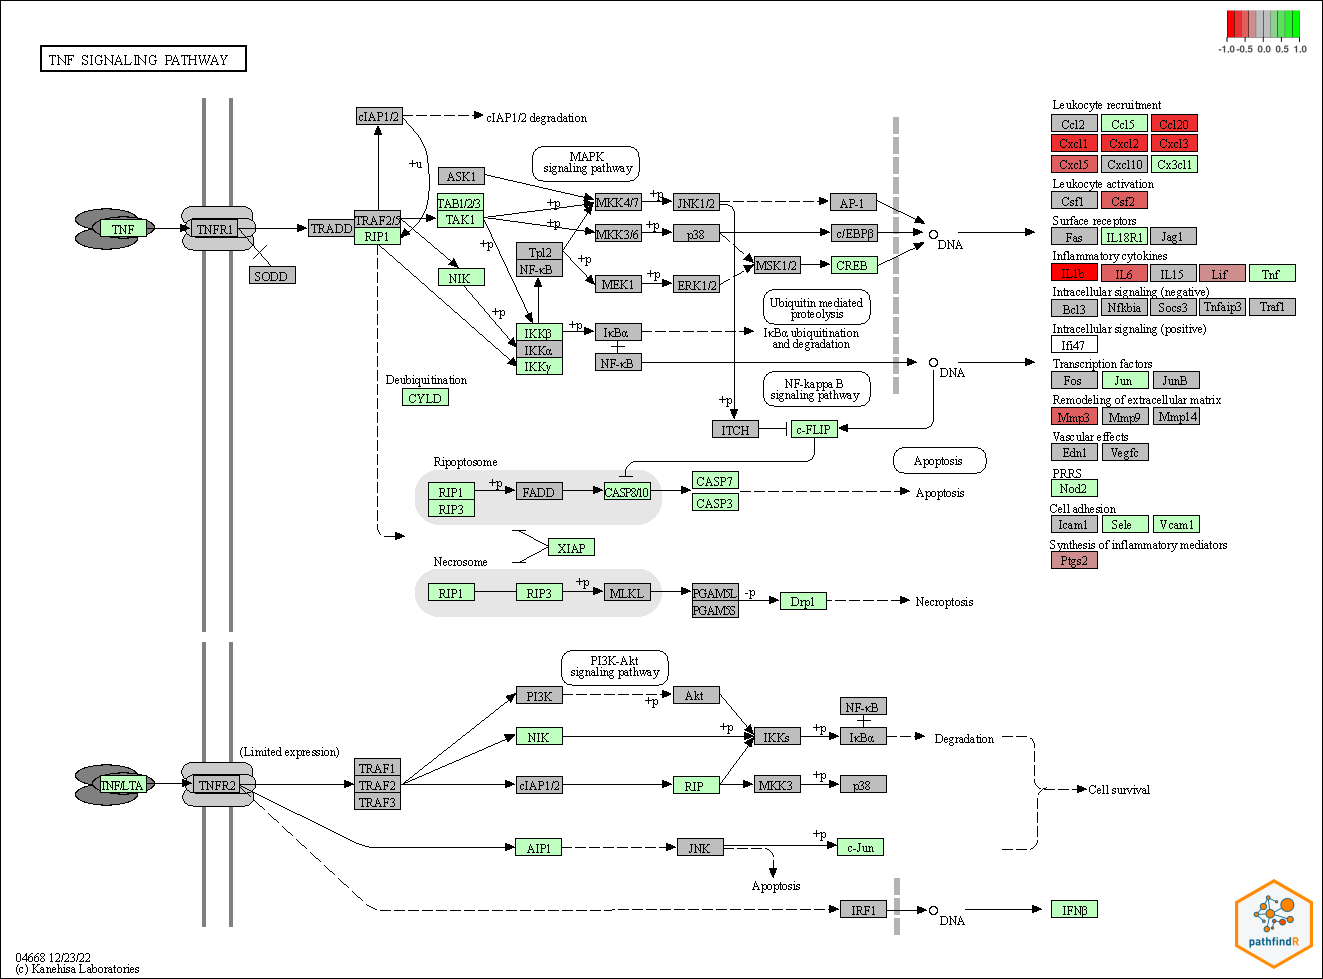 -1.0 -0.5 0.0 0.5 1.0
TNF SIGNALING PATHWAY
cIAP1/2
cIAP1/2 degradation
+u
MAPK
signaling pathway
ASK1
TAB1/2/3
TAK1
+p
+p
+p
MKK4/7
+p
JNK1/2
AP-1
TNF
TNFR1
TRADD
TRAF2/5
RIP1
SODD
MKK3/6
+p
p38
c/EBPβ
DNA
Tpl2
NF-κB
+p
MSK1/2
CREB
NIK
MEK1
+p
ERK1/2
+p
Ubiquitin mediated
proteolysis
IKKβ
IKKα
IKKγ
+p
IκBα
NF-κB
IκBα ubiquitination
and degradation
DNA
Deubiquitination
CYLD
NF-kappa B
signaling pathway
+p
ITCH
c-FLIP
Ripoptosome
RIP1
RIP3
+p
FADD
CASP8/10
CASP7
CASP3
Apoptosis
Apoptosis
XIAP
Necrosome
RIP1
RIP3
+p
MLKL
PGAM5L
PGAM5S
-p
Drp1
Necroptosis
Leukocyte recruitment
Ccl2 Ccl5 Ccl20
Cxcl1 Cxcl2 Cxcl3
Cxcl5 Cxcl10 Cx3cl1
Leukocyte activation
Csf1 Csf2
Surface receptors
Fas IL18R1 Jag1
Inflammatory cytokines
IL1b IL6 IL15 Lif Tnf
Intracellular signaling (negative)
Bcl3 Nfkbia Socs3 Tnfaip3 Traf1
Intracellular signaling (positive)
Ifi47
Transcription factors
Fos Jun JunB
Remodeling of extracellular matrix
Mmp3 Mmp9 Mmp14
Vascular effects
Edn1 Vegfc
PRRS
Nod2
Cell adhesion
Icam1 Sele Vcam1
Synthesis of inflammatory mediators
Ptgs2
PI3K-Akt
signaling pathway
PI3K
+p
Akt
NF-κB
NIK
+p
IKKs
+p
IκBα
Degradation
(Limited expression)
TNF/LTA
TNFR2
TRAF1
TRAF2
TRAF3
cIAP1/2
RIP
MKK3
+p
p38
Cell survival
AIP1
JNK
+p
c-Jun
Apoptosis
IRF1
DNA
IFNβ
pathfindR
04668 12/23/22
(c) Kanehisa Laboratories